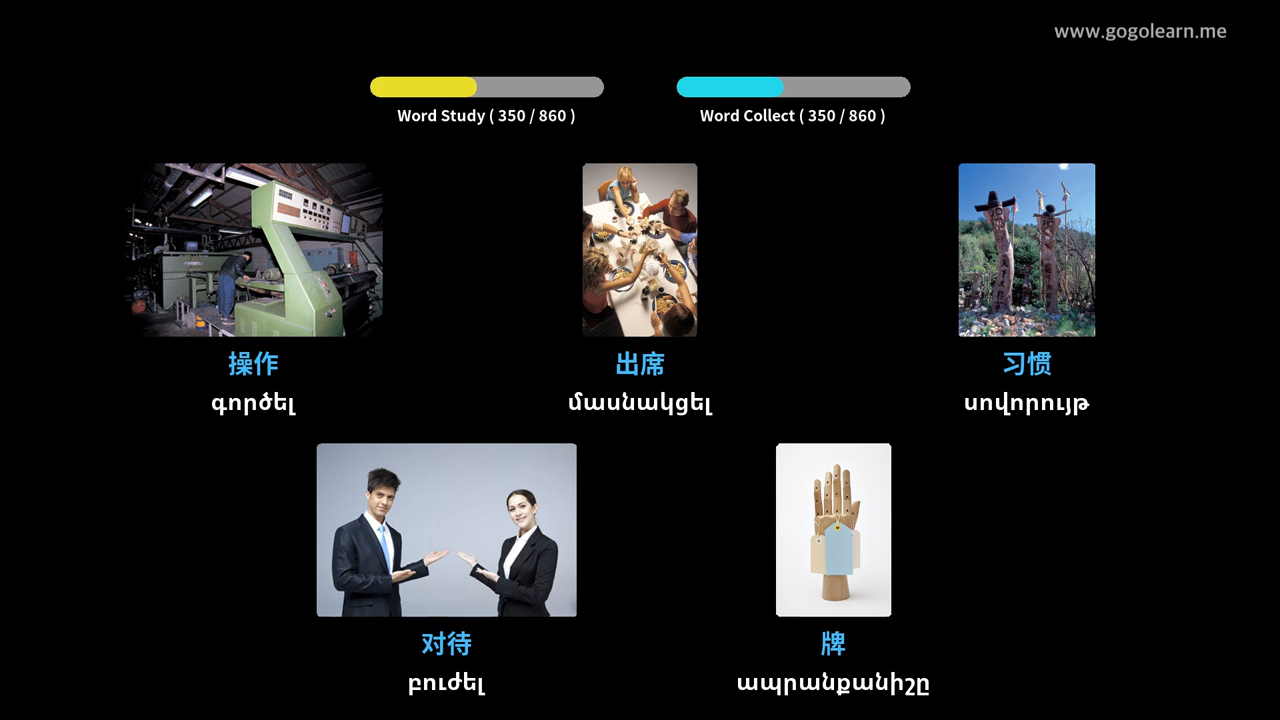 www.gogolearn.me
Word Study ( 350 / 860 )
Word Collect ( 350 / 860 )
操作
出席
习惯
գործել
մասնակցել
սովորույթ
对待
牌
բուժել
ապրանքանիշը